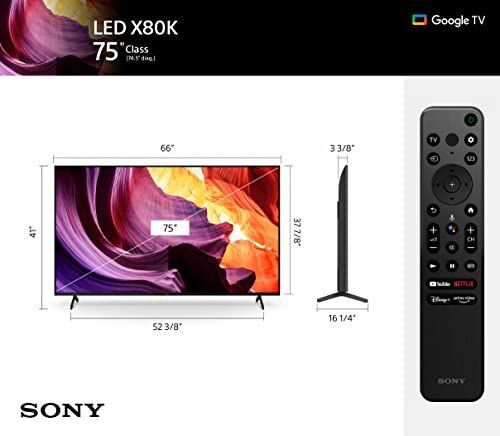 LED X80K
75" Class
(74.5" diag.)
Google TV
66"
3 3/8"
41"
75"
37 7/8"
52 3/8"
16 1/4"
TV
123
CH
YouTube
NETFLIX
Disney+
prime video
SONY
SONY